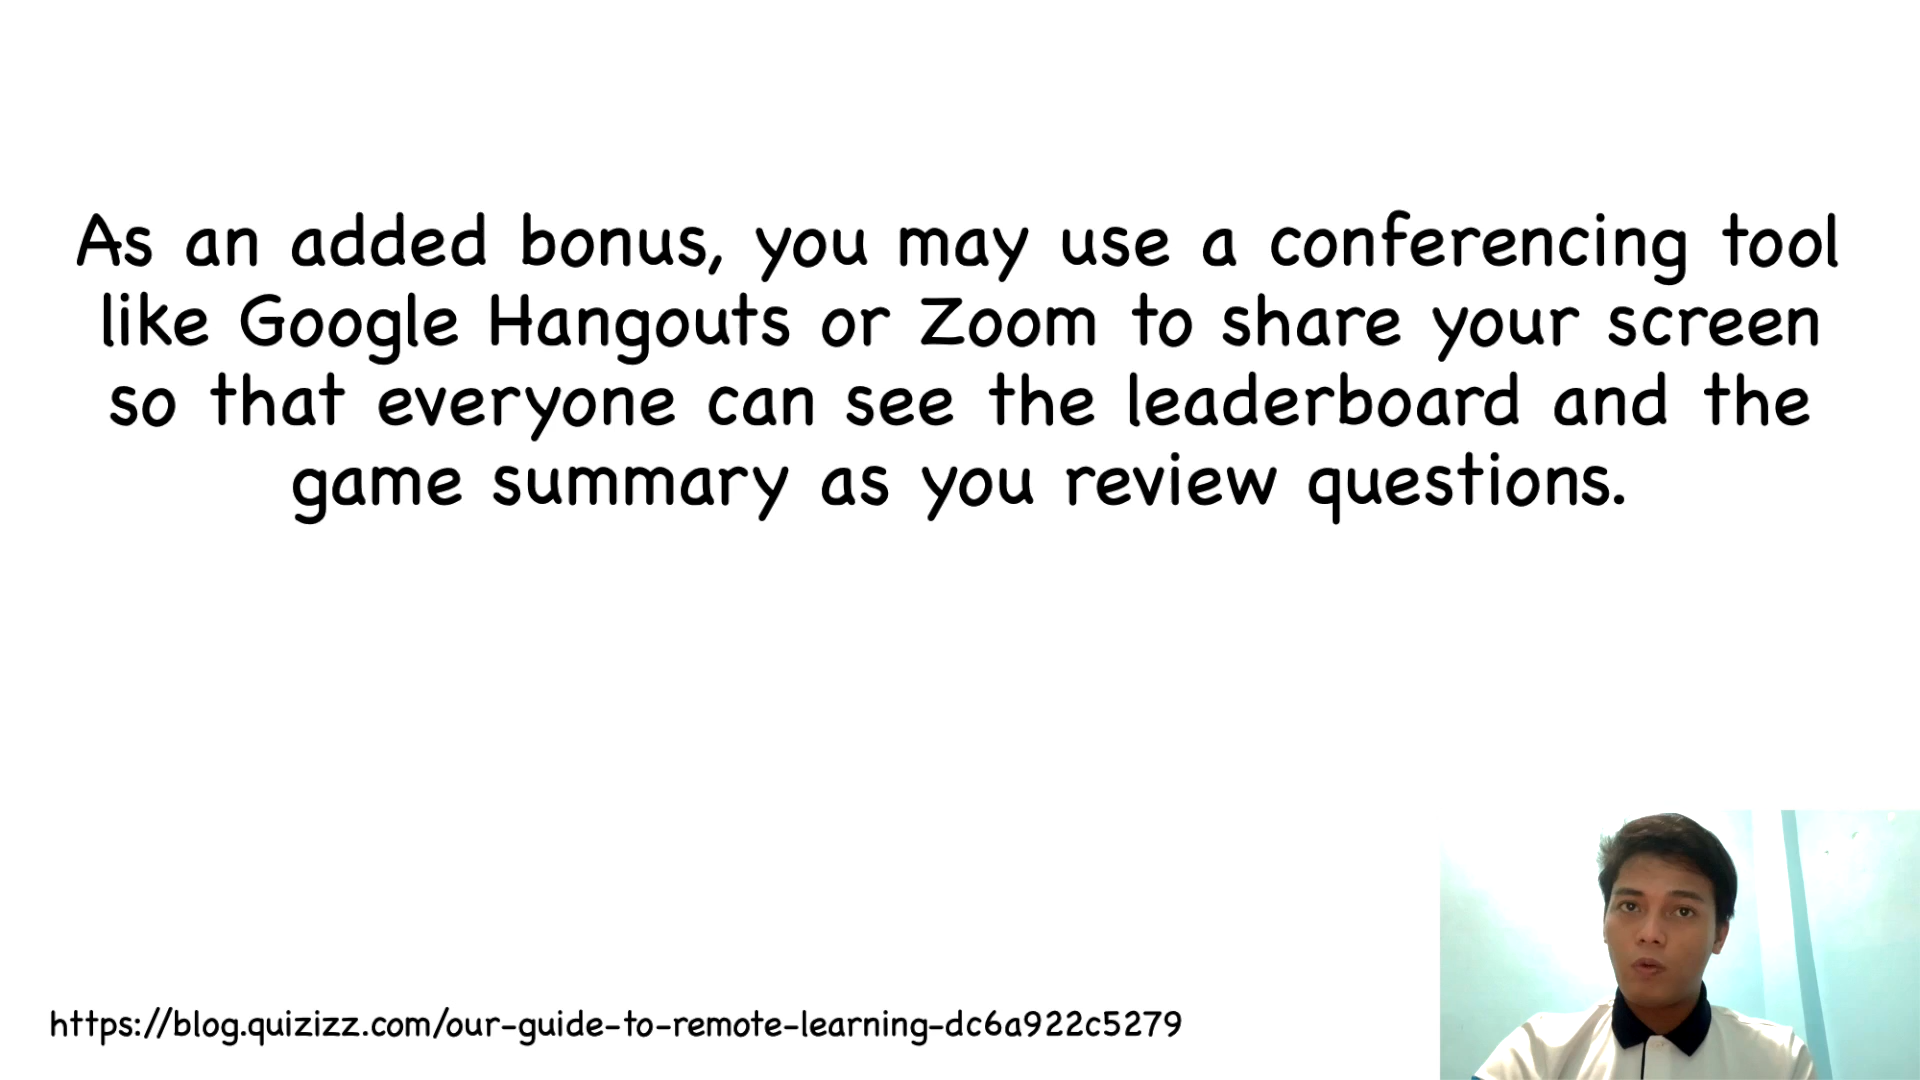 As an added bonus, you may use a conferencing tool
like Google Hangouts or Zoom to share your screen
so that everyone can see the leaderboard and the
game summary as you review questions.
https://blog.quizizz.com/our-guide-to-remote-learning-dc6a922c5279